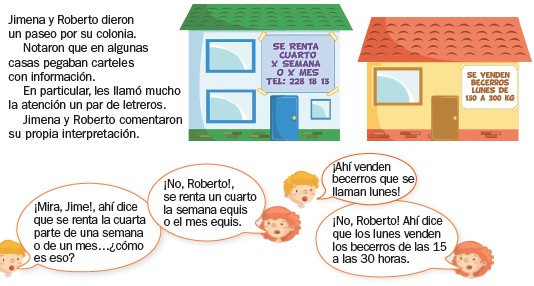 Jimena y Roberto dieron
un paseo por su colonia.
Notaron que en algunas
casas pegaban carteles
con información.
En particular, les llamó mucho
la atención un par de letreros.
Jimena y Roberto comentaron
su propia interpretación.
SE RENTA
CUARTO
X SEMANA
O X MES
TEL: 228 18 13
SE VENDEN
BECERROS
LUNES DE
150 A 300 KG
¡Mira, Jime!, ahí dice
que se renta la cuarta
parte de una semana
o de un mes...¿cómo
es eso?
¡No, Roberto!,
se renta un cuarto
la semana equis
o el mes equis.
¡Ahí venden
becerros que se
llaman lunes!
¡No, Roberto! Ahí dice
que los lunes venden
los becerros de las 15
a las 30 horas.